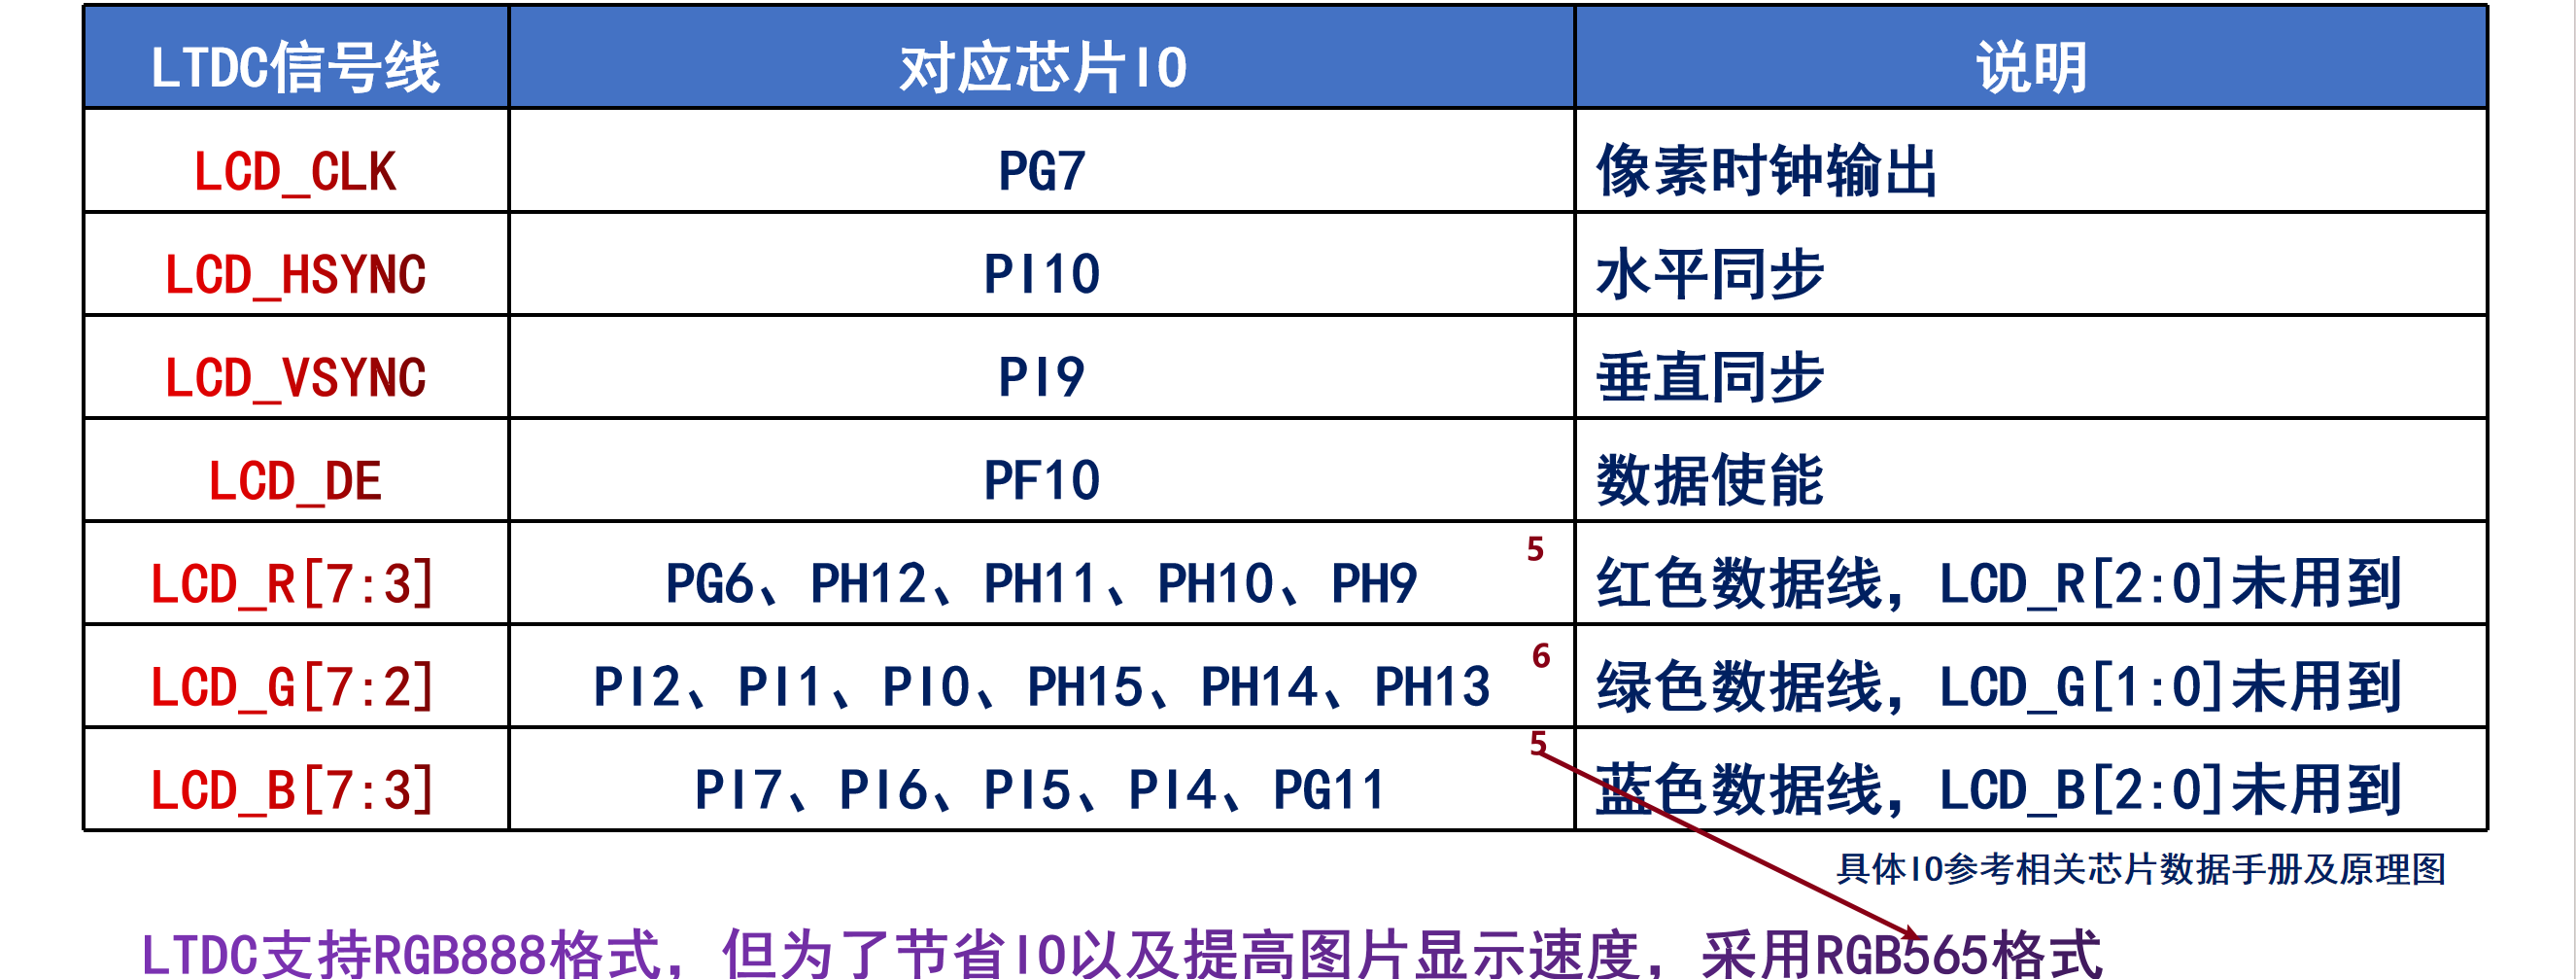 LTDC信号线 对应芯片IO 说明
LCD_CLK PG7 像素时钟输出
LCD_HSYNC PI10 水平同步
LCD_VSYNC PI9 垂直同步
LCD_DE PF10 数据使能
LCD_R[7:3] PG6、PH12、PH11、PH10、PH9 5 红色数据线，LCD_R[2:0]未用到
LCD_G[7:2] PI2、PI1、PI0、PH15、PH14、PH13 6 绿色数据线，LCD_G[1:0]未用到
LCD_B[7:3] PI7、PI6、PI5、PI4、PG11 5 蓝色数据线，LCD_B[2:0]未用到
具体IO参考相关芯片数据手册及原理图
LTDC支持RGB888格式，但为了节省IO以及提高图片显示速度，采用RGB565格式